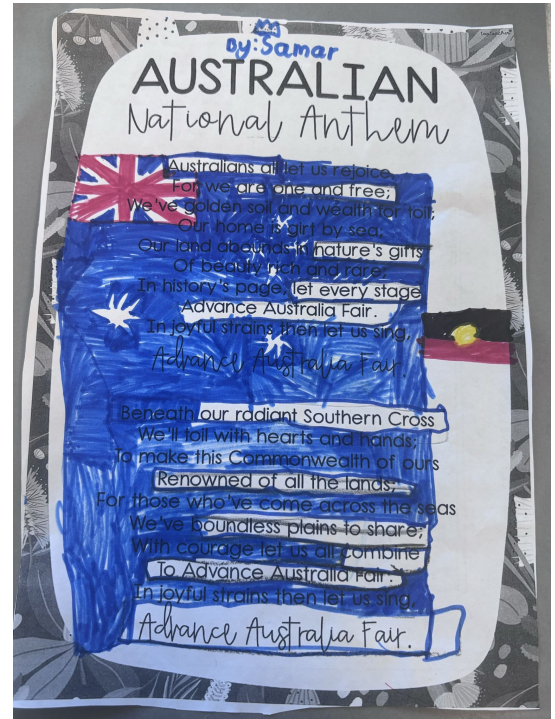 By: Samar
AUSTRALIAN
National Anthem
Australians all let us rejoice,
For we are one and free;
We've golden soil and wealth for toil;
Our home is girt by sea;
Our land abounds in nature's gifts
Of beauty rich and rare;
In history's page, let every stage
Advance Australia Fair.
In joyful strains then let us sing,
Advance Australia Fair.
Beneath our radiant Southern Cross
We'll toil with hearts and hands;
To make this Commonwealth of ours
Renowned of all the lands;
For those who've come across the seas
We've boundless plains to share;
With courage let us all combine
To Advance Australia Fair.
In joyful strains then let us sing,
Advance Australia Fair.